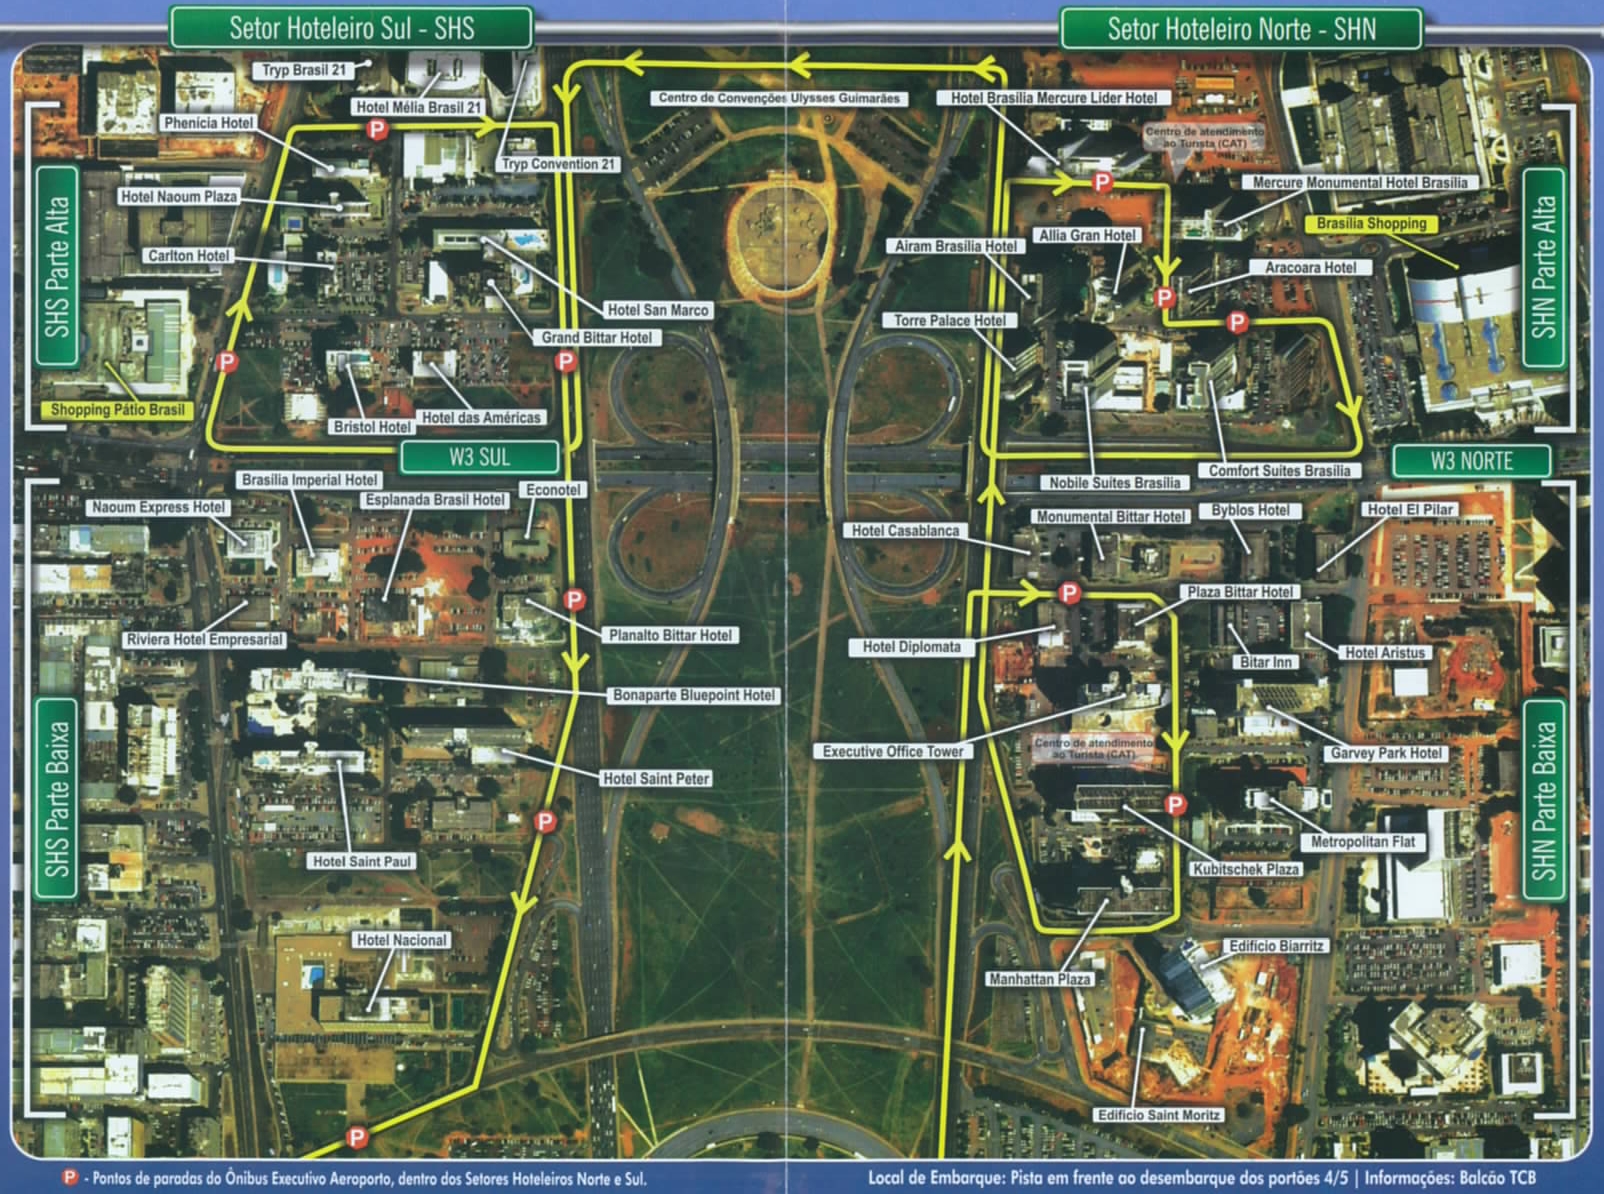 Setor Hoteleiro Sul - SHS
Setor Hoteleiro Norte - SHN
Tryp Brasil 21
Hotel Mélia Brasil 21
Phenícia Hotel
Tryp Convention 21
Hotel Naoum Plaza
Carlton Hotel
Hotel San Marco
Grand Bittar Hotel
SHS Parte Alta
Shopping Pátio Brasil
Bristol Hotel
Hotel das Américas
W3 SUL
Centro de Convenções Ulysses Guimarães
Hotel Brasília Mercure Lider Hotel
Centro de atendimento
ao Turista (CAT)
Mercure Monumental Hotel Brasília
Brasília Shopping
Allia Gran Hotel
Airam Brasília Hotel
Aracoara Hotel
Torre Palace Hotel
SHN Parte Alta
Comfort Suites Brasília
Nobile Suites Brasília
W3 NORTE
Brasília Imperial Hotel
Naoum Express Hotel
Esplanada Brasil Hotel
Econotel
Riviera Hotel Empresarial
Planalto Bittar Hotel
Bonaparte Bluepoint Hotel
Hotel Saint Peter
SHS Parte Baixa
Hotel Saint Paul
Hotel Nacional
Hotel Casablanca
Monumental Bittar Hotel
Byblos Hotel
Hotel El Pilar
Plaza Bittar Hotel
Hotel Diplomata
Bitar Inn
Hotel Aristus
Executive Office Tower
Centro de atendimento
ao Turista (CAT)
Garvey Park Hotel
SHN Parte Baixa
Metropolitan Flat
Kubitschek Plaza
Manhattan Plaza
Edifício Biarritz
Edifício Saint Moritz
P
P
P
P
P
P
P
P
P
P
P
P
P - Pontos de paradas do Ônibus Executivo Aeroporto, dentro dos Setores Hoteleiros Norte e Sul.
Local de Embarque: Pista em frente ao desembarque dos portões 4/5 | Informações: Balcão TCB